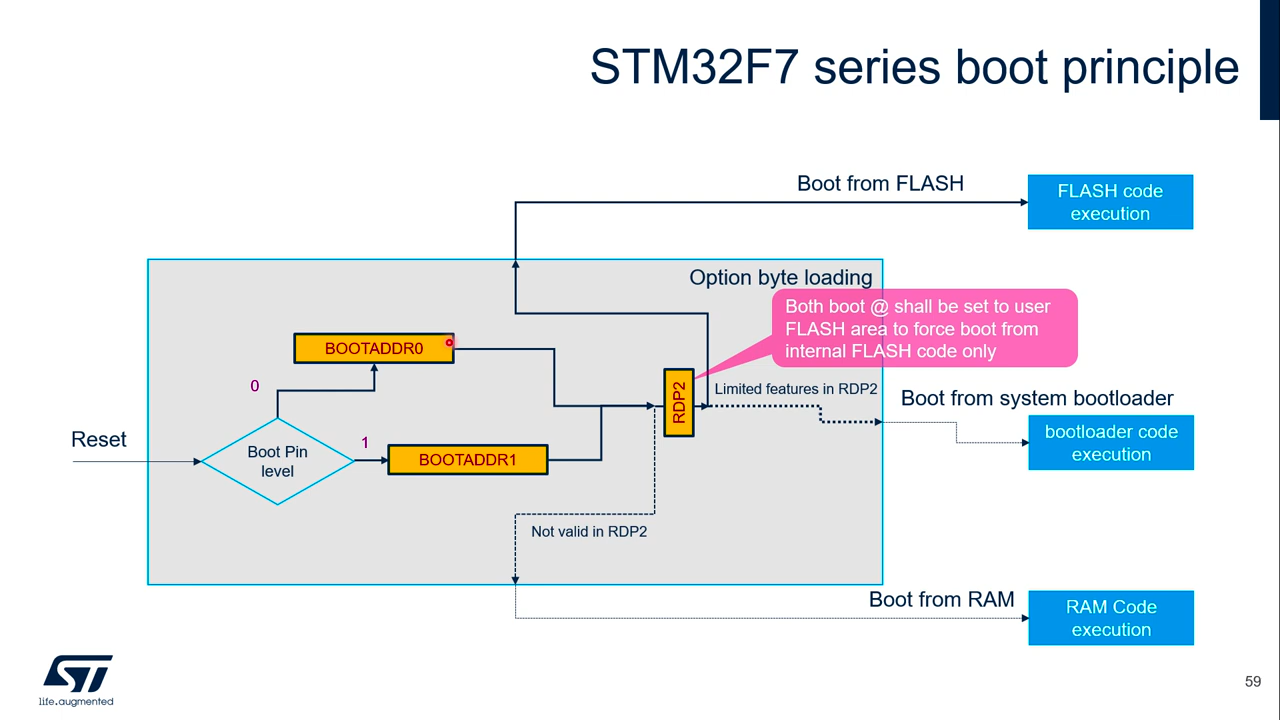 STM32F7 series boot principle
Boot from FLASH
FLASH code
execution
Option byte loading
Both boot @ shall be set to user
FLASH area to force boot from
internal FLASH code only
BOOTADDR0
0
RDP2
Limited features in RDP2
Boot from system bootloader
bootloader code
execution
Reset
Boot Pin
level
1
BOOTADDR1
Not valid in RDP2
Boot from RAM
RAM Code
execution
ST
life.augmented
59